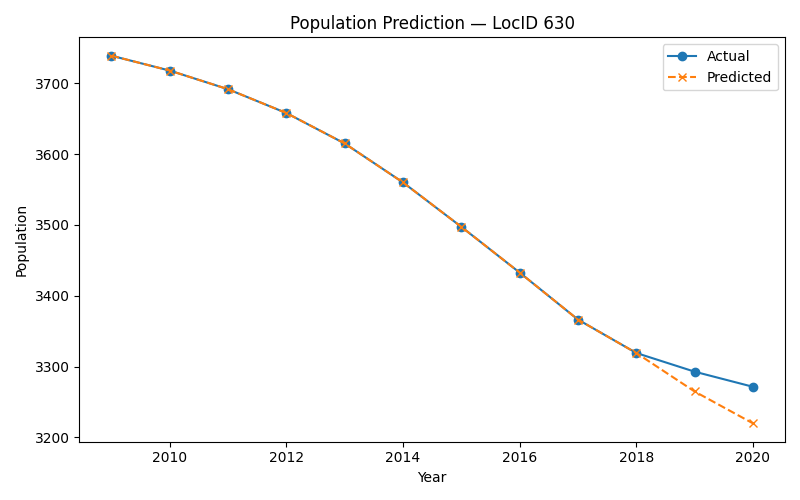 Population Prediction — LocID 630
Actual
Predicted
3700
3600
3500
3400
3300
3200
Population
2010 2012 2014 2016 2018 2020
Year